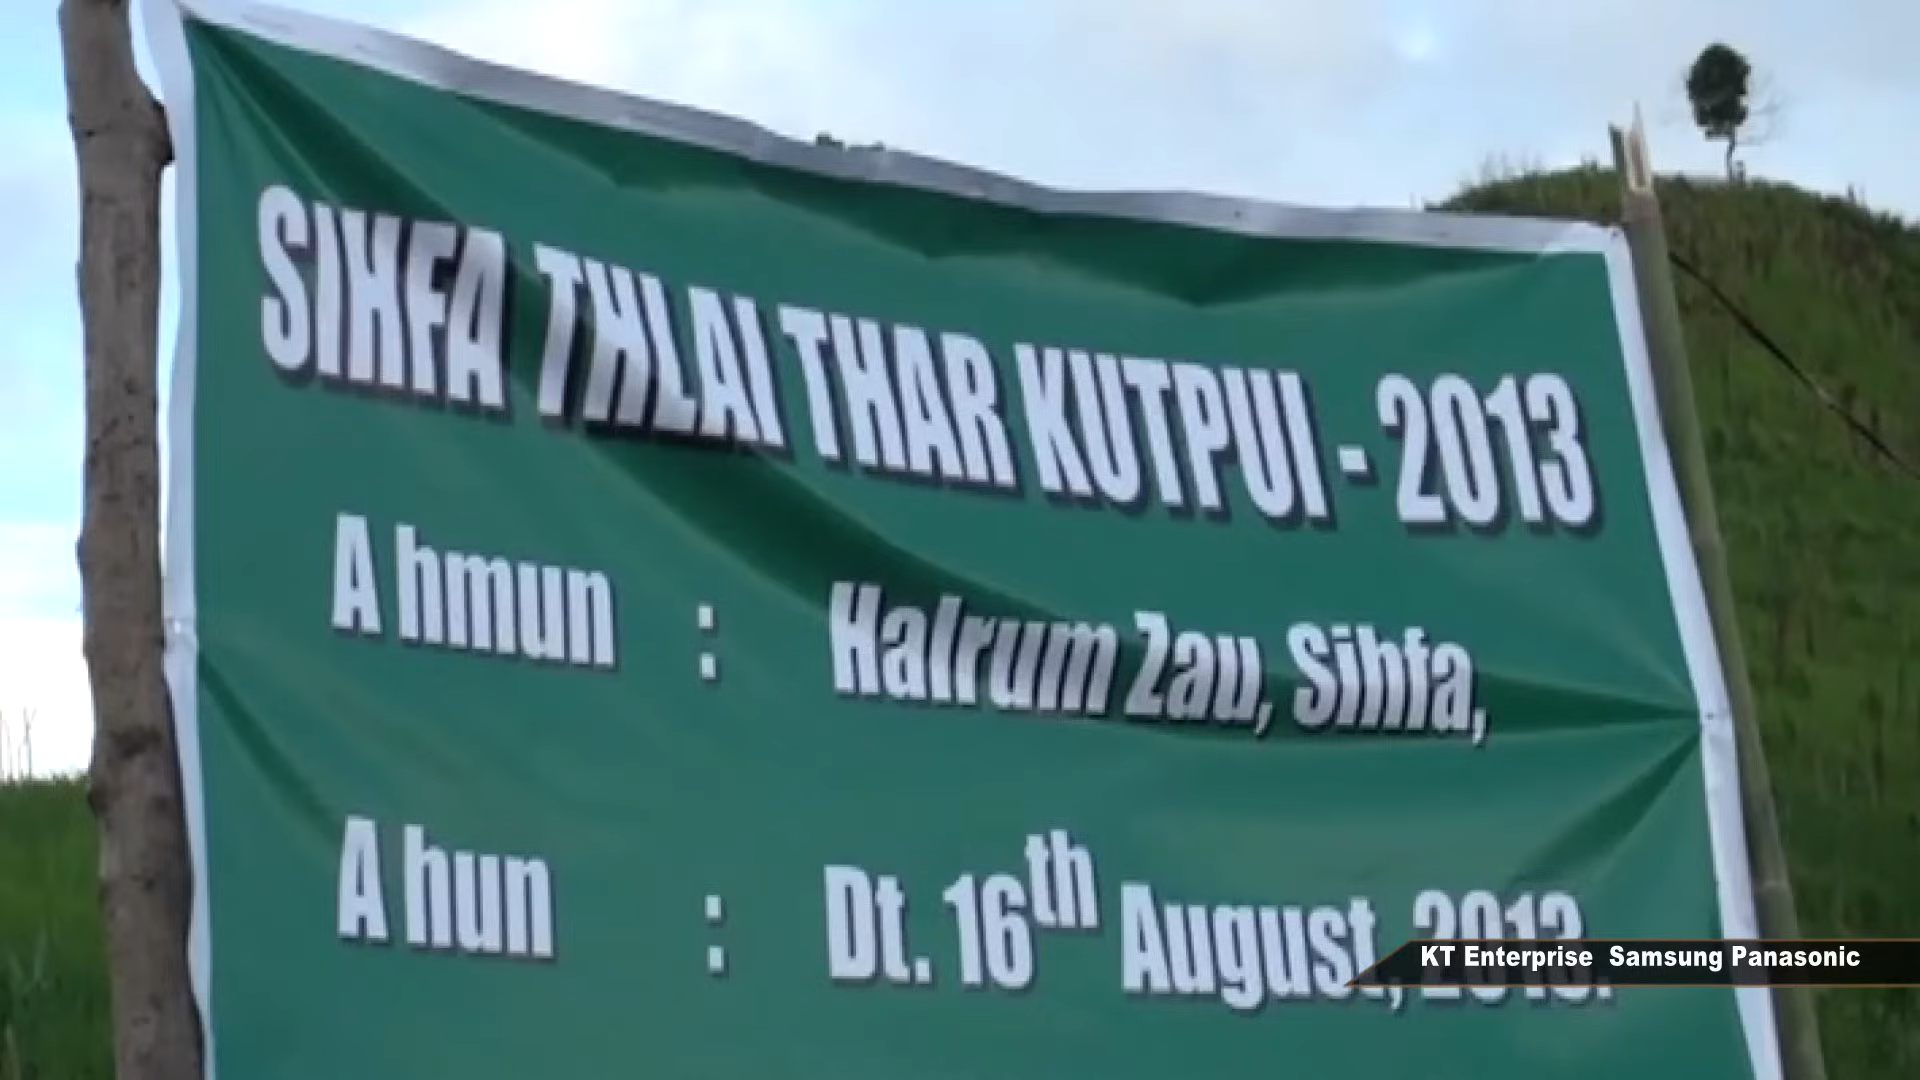 SIHFA THLAI THAR KUTPUI - 2013
A hmun : Halrum Zau, Sihfa,
A hun : Dt. 16th August, 2013.
KT Enterprise Samsung Panasonic